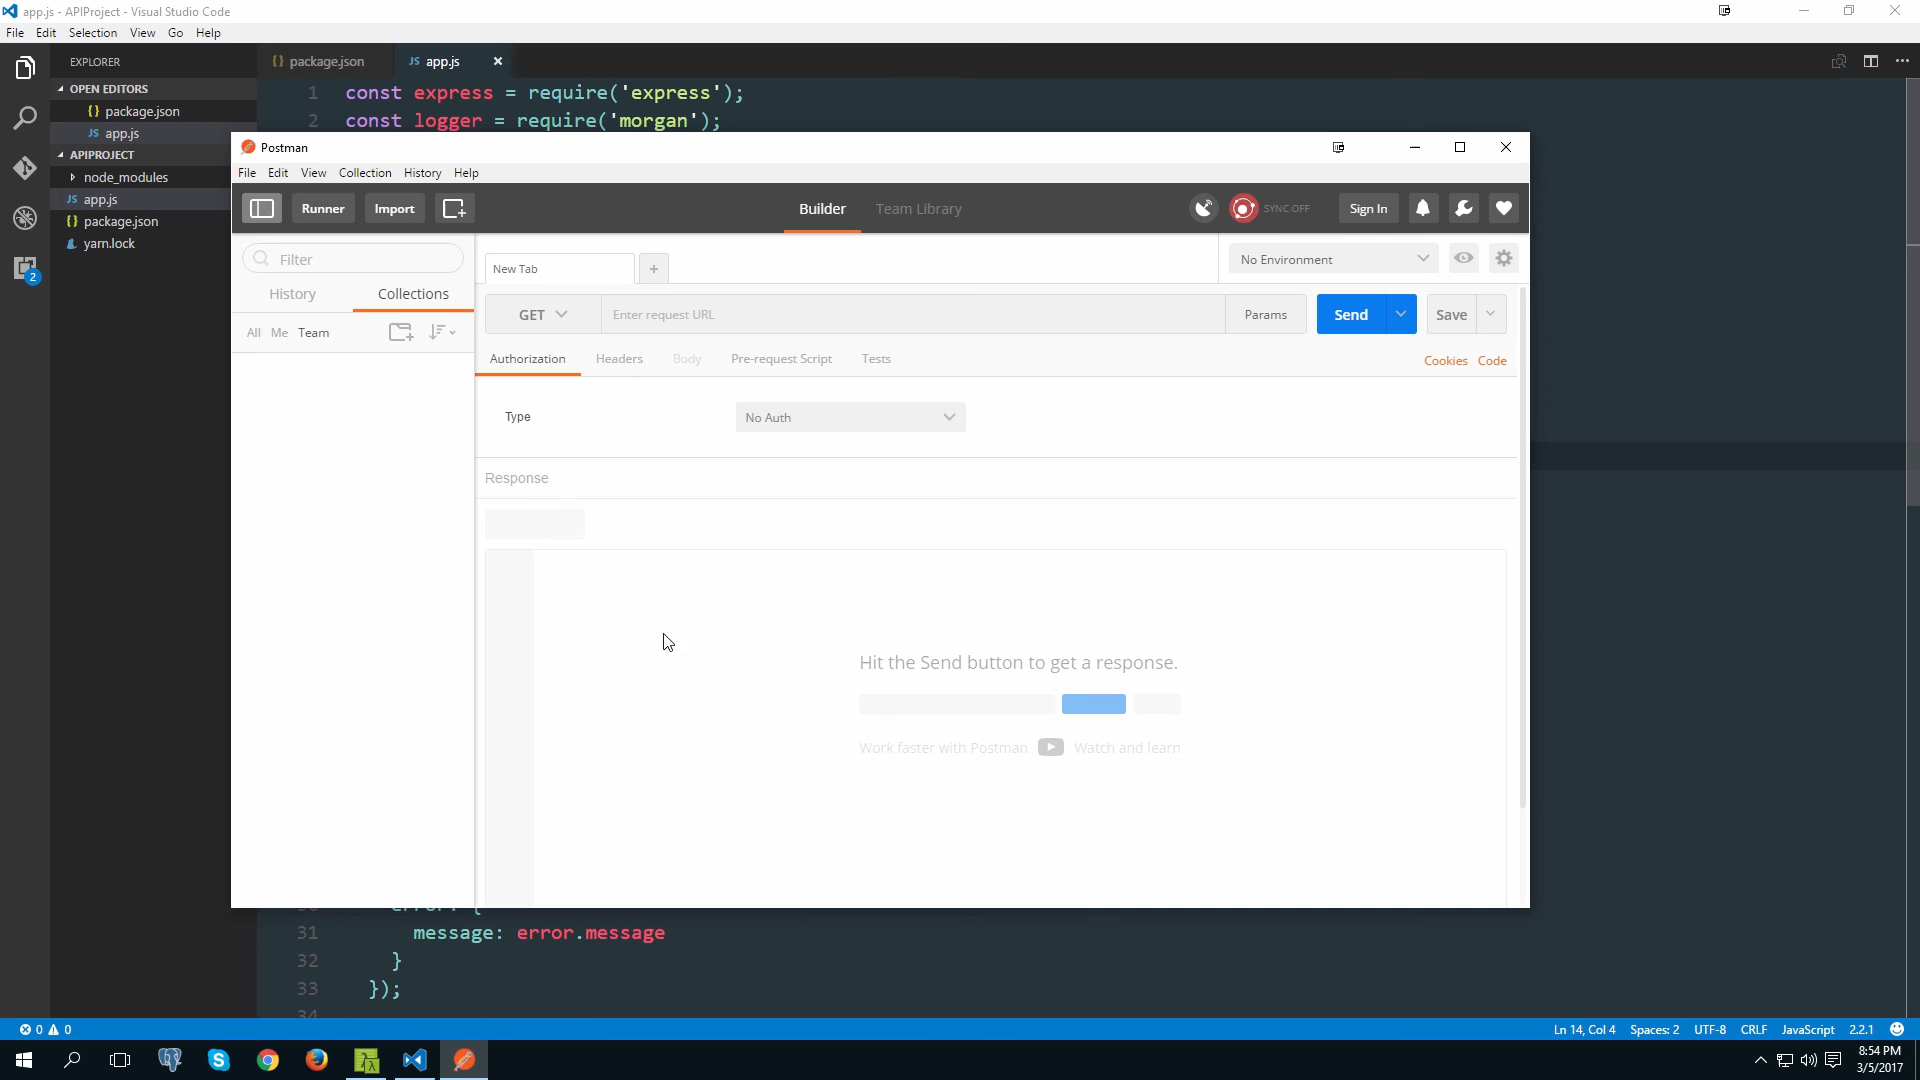 app.js - APIProject - Visual Studio Code
File Edit Selection View Go Help
EXPLORER
OPEN EDITORS
{} package.json
JS app.js
APIPROJECT
node_modules
JS app.js
{} package.json
yarn.lock
2
{} package.json
JS app.js
1 const express = require('express');
2 const logger = require('morgan');
Postman
File Edit View Collection History Help
Runner Import Builder Team Library SYNC OFF Sign In
Filter
History Collections
All Me Team
New Tab +
No Environment
GET Enter request URL Params Send Save
Authorization Headers Body Pre-request Script Tests Cookies Code
Type No Auth
Response
Hit the Send button to get a response.
Work faster with Postman Watch and learn
31 message: error.message
32 }
33 });
34
0 0
Ln 14, Col 4 Spaces: 2 UTF-8 CRLF JavaScript 2.2.1
8:54 PM
3/5/2017